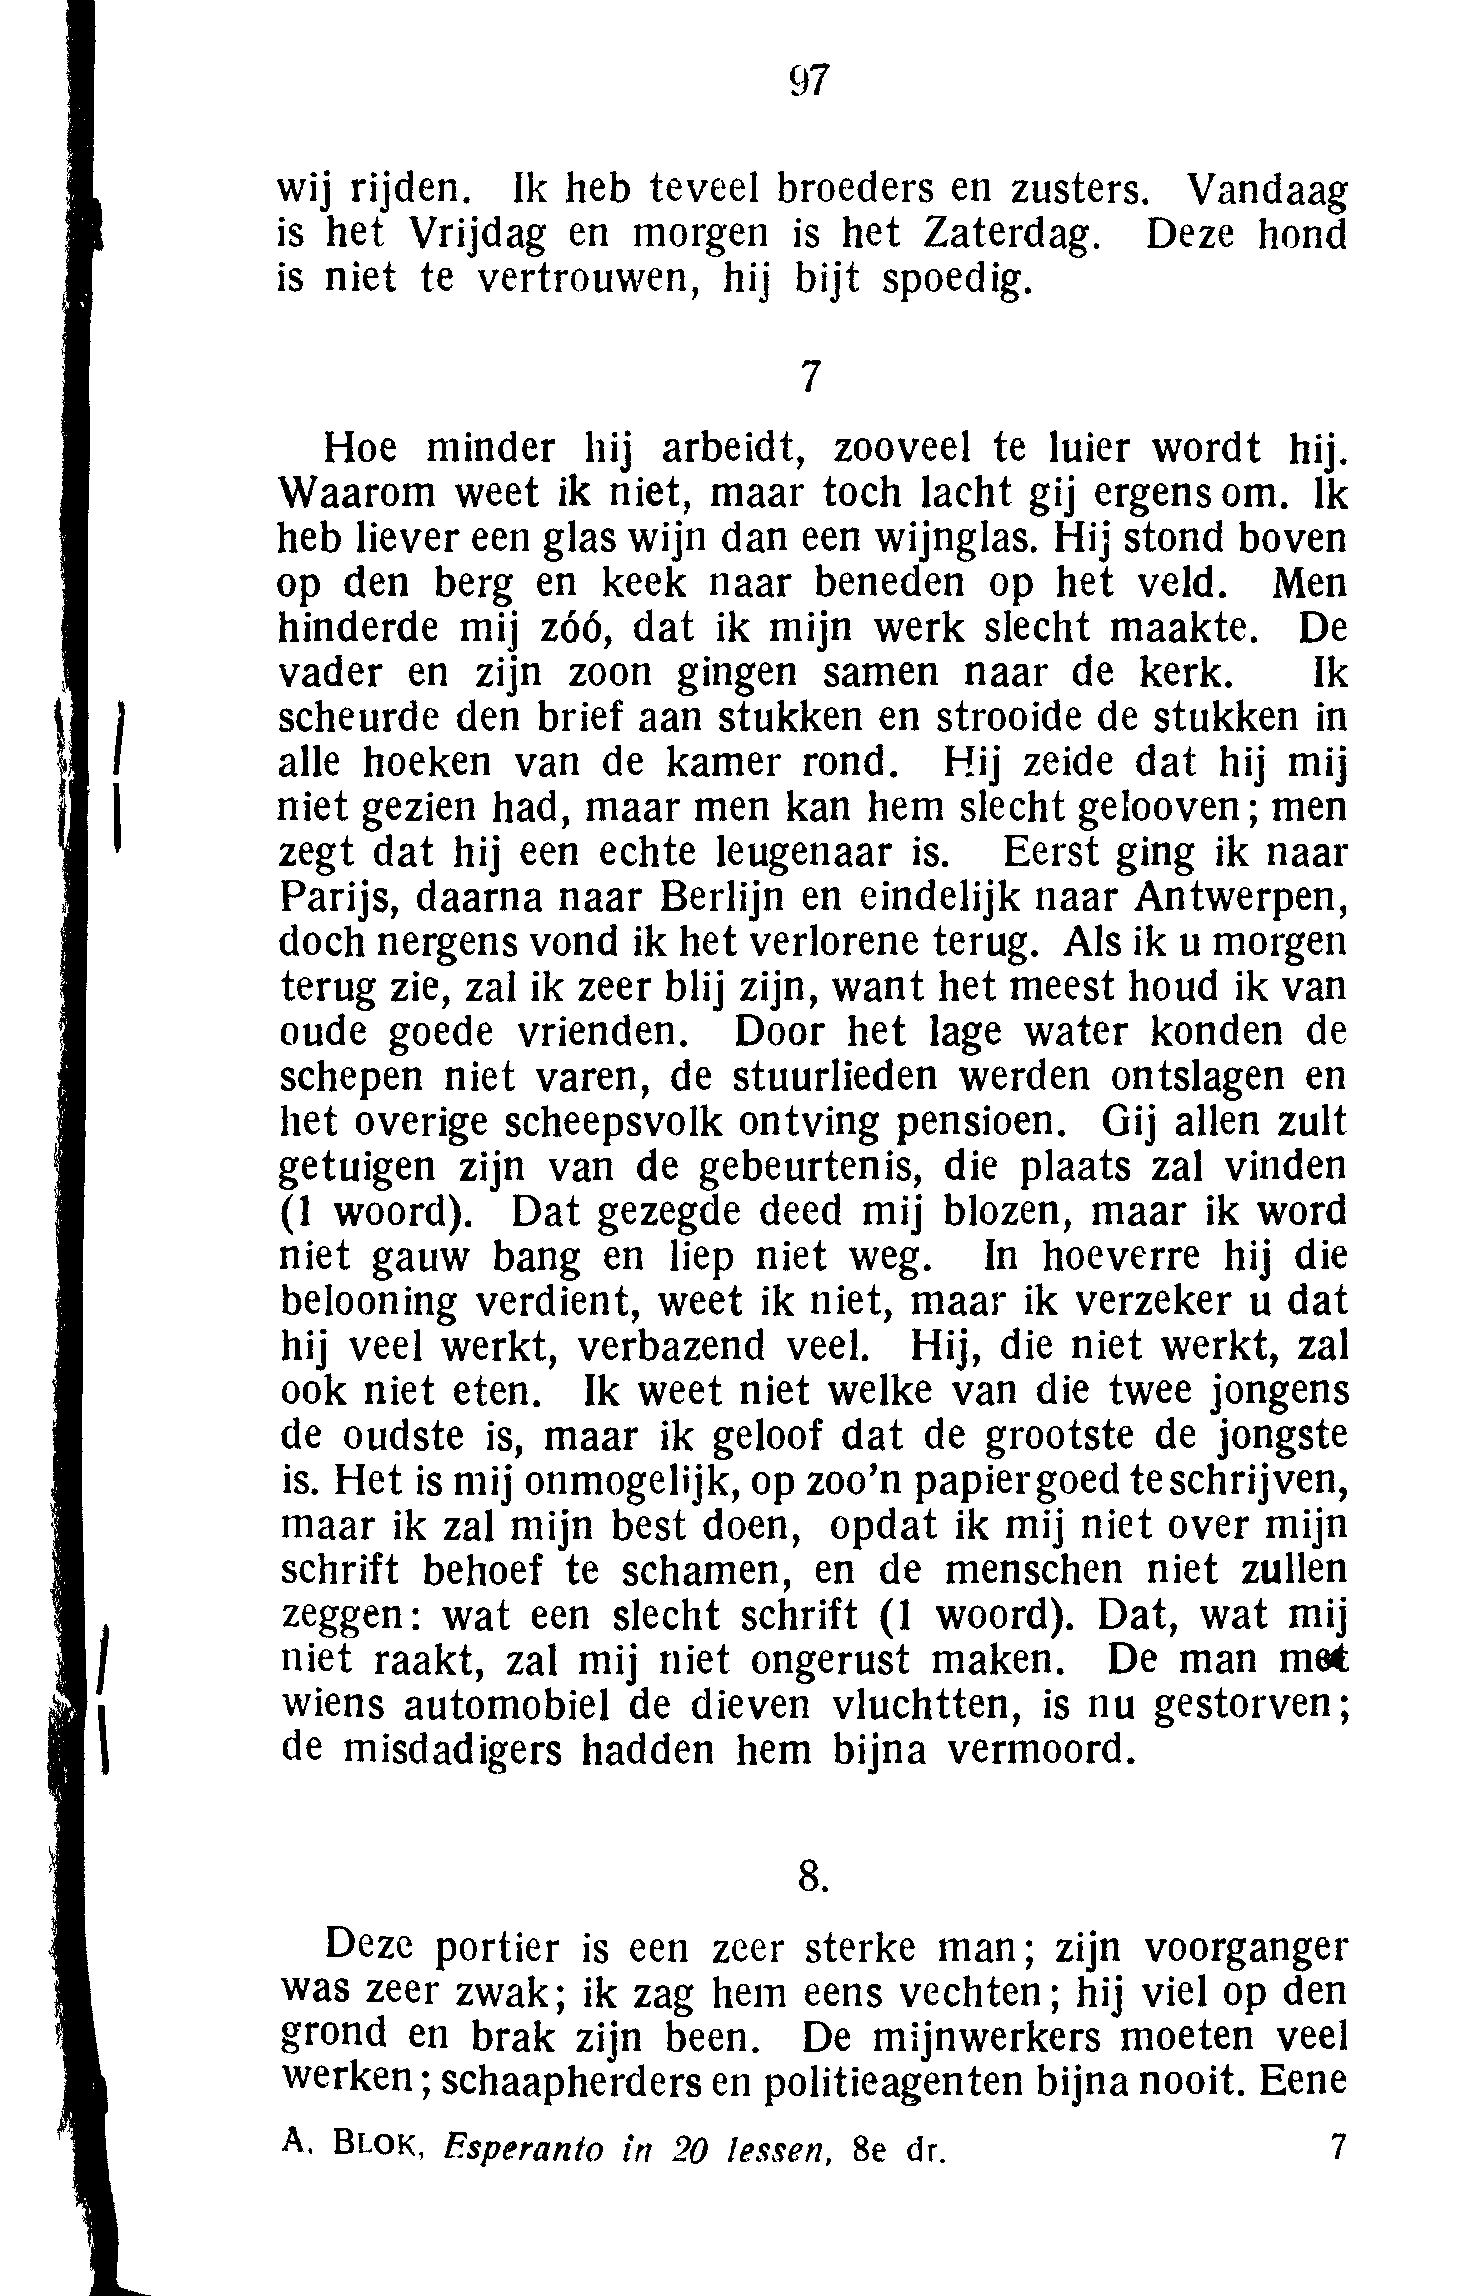 97
wij rijden. Ik heb teveel broeders en zusters. Vandaag
is het Vrijdag en morgen is het Zaterdag. Deze hond
is niet te vertrouwen, hij bijt spoedig.
7
Hoe minder hij arbeidt, zooveel te luier wordt hij.
Waarom weet ik niet, maar toch lacht gij ergens om. Ik
heb liever een glas wijn dan een wijnglas. Hij stond boven
op den berg en keek naar beneden op het veld. Men
hinderde mij zóó, dat ik mijn werk slecht maakte. De
vader en zijn zoon gingen samen naar de kerk. Ik
scheurde den brief aan stukken en strooide de stukken in
alle hoeken van de kamer rond. Hij zeide dat hij mij
niet gezien had, maar men kan hem slecht gelooven; men
zegt dat hij een echte leugenaar is. Eerst ging ik naar
Parijs, daarna naar Berlijn en eindelijk naar Antwerpen,
doch nergens vond ik het verlorene terug. Als ik u morgen
terug zie, zal ik zeer blij zijn, want het meest houd ik van
oude goede vrienden. Door het lage water konden de
schepen niet varen, de stuurlieden werden ontslagen en
het overige scheepsvolk ontving pensioen. Gij allen zult
getuigen zijn van de gebeurtenis, die plaats zal vinden
(1 woord). Dat gezegde deed mij blozen, maar ik word
niet gauw bang en liep niet weg. In hoeverre hij die
belooning verdient, weet ik niet, maar ik verzeker u dat
hij veel werkt, verbazend veel. Hij, die niet werkt, zal
ook niet eten. Ik weet niet welke van die twee jongens
de oudste is, maar ik geloof dat de grootste de jongste
is. Het is mij onmogelijk, op zoo'n papier goed te schrijven,
maar ik zal mijn best doen, opdat ik mij niet over mijn
schrift behoef te schamen, en de menschen niet zullen
zeggen: wat een slecht schrift (1 woord). Dat, wat mij
niet raakt, zal mij niet ongerust maken. De man met
wiens automobiel de dieven vluchtten, is nu gestorven;
de misdadigers hadden hem bijna vermoord.
8.
Deze portier is een zeer sterke man; zijn voorganger
was zeer zwak; ik zag hem eens vechten; hij viel op den
grond en brak zijn been. De mijnwerkers moeten veel
werken; schaapherders en politieagenten bijna nooit. Eene
A. BLOK, Esperanto in 20 lessen, 8e dr. 7